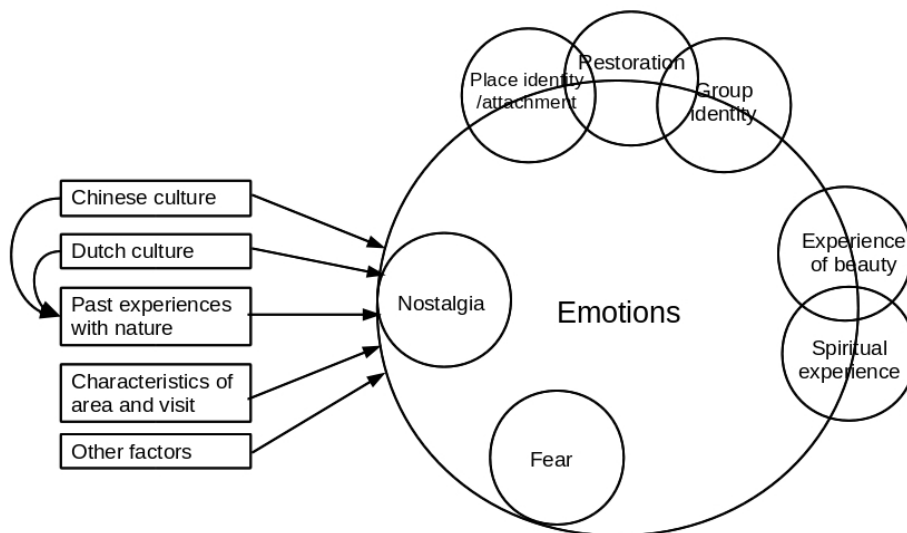 Place identity
/attachment
Restoration
Group
identity
Chinese culture
Dutch culture
Past experiences
with nature
Characteristics of
area and visit
Other factors
Nostalgia
Emotions
Experience
of beauty
Spiritual
experience
Fear